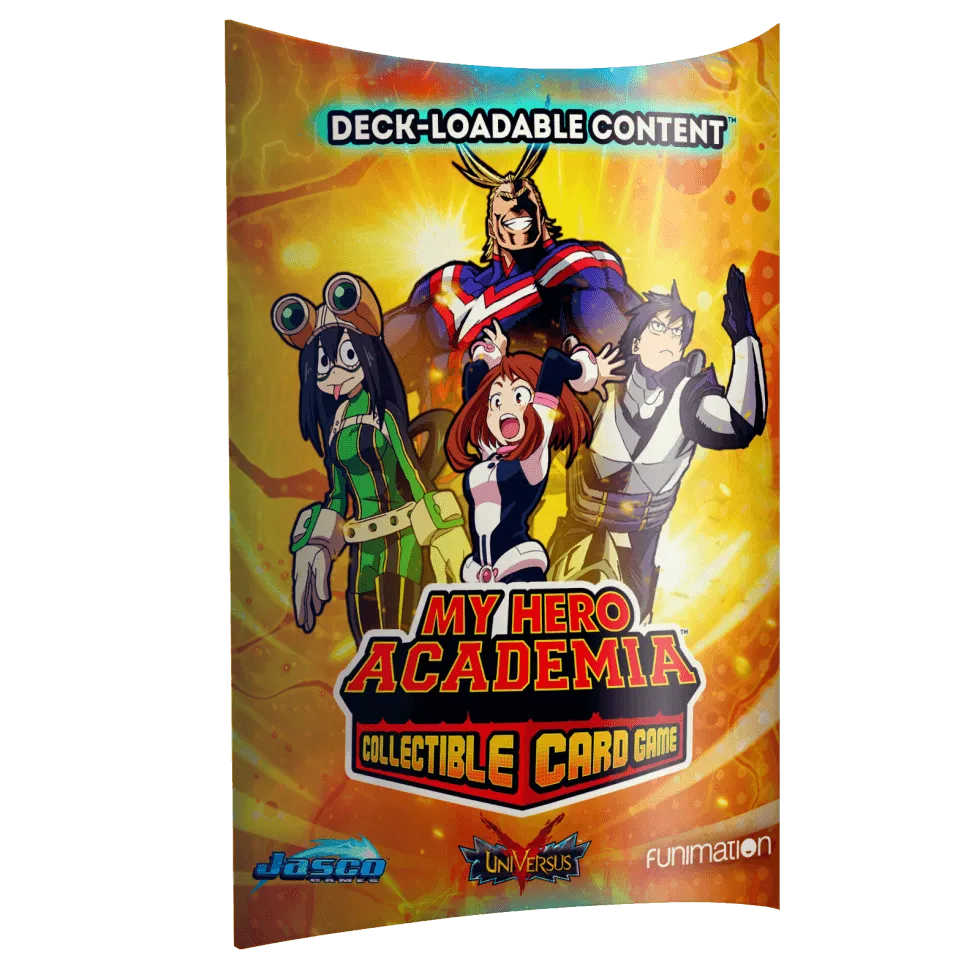 DECK-LOADABLE CONTENT™
MY HERO
ACADEMIA™
COLLECTIBLE CARD GAME
Jasco
GAMES
UNIVERSUS
FUNIMATION